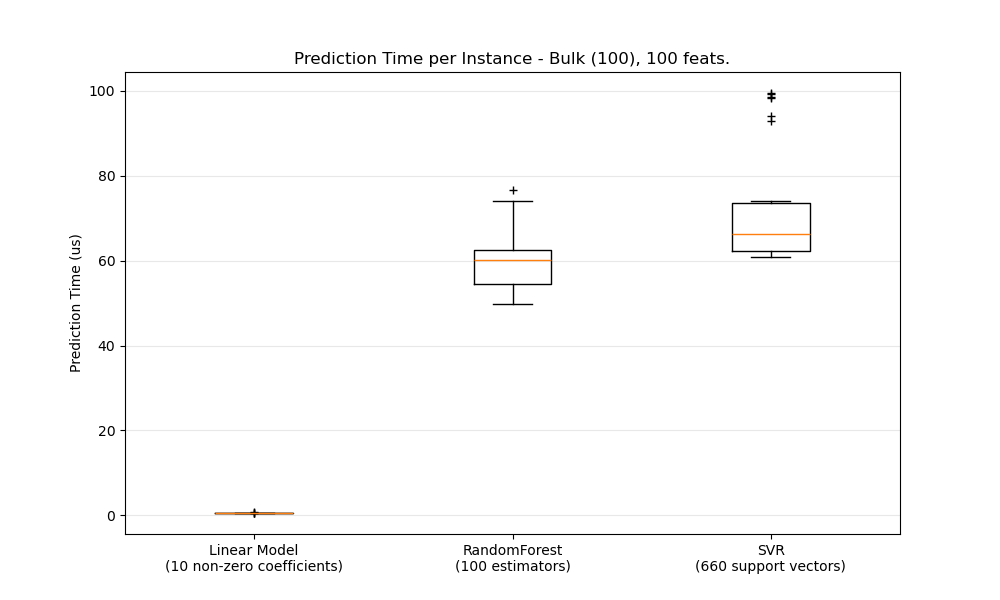 Prediction Time per Instance - Bulk (100), 100 feats.
100
80
60
40
20
0
Prediction Time (us)
Linear Model
(10 non-zero coefficients)
RandomForest
(100 estimators)
SVR
(660 support vectors)